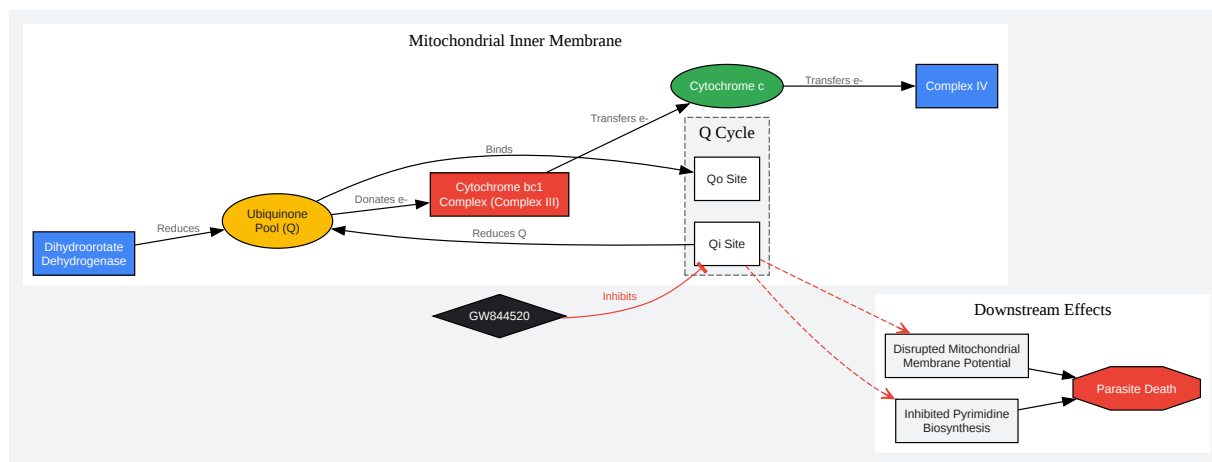 Mitochondrial Inner Membrane
Cytochrome c
Transfers e-
Complex IV
Transfers e-
Q Cycle
Binds
Qo Site
Cytochrome bc1
Complex (Complex III)
Donates e-
Ubiquinone
Pool (Q)
Reduces
Dihydroorotate
Dehydrogenase
Reduces Q
Qi Site
Inhibits
GW844520
Downstream Effects
Disrupted Mitochondrial
Membrane Potential
Parasite Death
Inhibited Pyrimidine
Biosynthesis